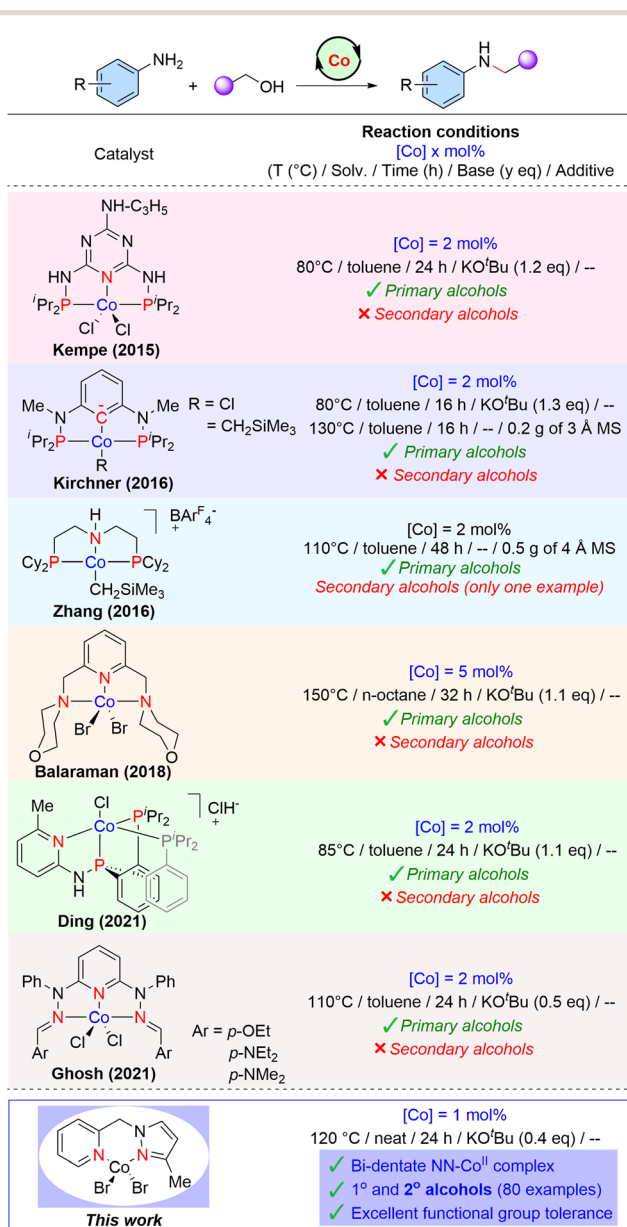 R
NH₂
+
OH
Co
R
H
N
Catalyst
Reaction conditions
[Co] x mol%
(T (°C) / Solv. / Time (h) / Base (y eq) / Additive
NH-C₃H₅
N N
HN N NH
ⁱPr₂P Co PⁱPr₂
Cl Cl
Kempe (2015)
[Co] = 2 mol%
80°C / toluene / 24 h / KOᵗBu (1.2 eq) / --
✓ Primary alcohols
× Secondary alcohols
Me N C⁻ N Me
ⁱPr₂P Co PⁱPr₂
R
R = Cl
= CH₂SiMe₃
Kirchner (2016)
[Co] = 2 mol%
80°C / toluene / 16 h / KOᵗBu (1.3 eq) / --
130°C / toluene / 16 h / -- / 0.2 g of 3 Å MS
✓ Primary alcohols
× Secondary alcohols
H
N
Cy₂P Co PCy₂
CH₂SiMe₃
+ BArF₄⁻
Zhang (2016)
[Co] = 2 mol%
110°C / toluene / 48 h / -- / 0.5 g of 4 Å MS
✓ Primary alcohols
Secondary alcohols (only one example)
N
N Co N
Br Br
O O
Balaraman (2018)
[Co] = 5 mol%
150°C / n-octane / 32 h / KOᵗBu (1.1 eq) / --
✓ Primary alcohols
× Secondary alcohols
Me
Cl
N Co PⁱPr₂
PⁱPr₂
N P
H
+ ClH⁻
Ding (2021)
[Co] = 2 mol%
85°C / toluene / 24 h / KOᵗBu (1.1 eq) / --
✓ Primary alcohols
× Secondary alcohols
Ph N N N Ph
N Co N
Cl Cl
Ar Ar
Ar = p-OEt
p-NEt₂
p-NMe₂
Ghosh (2021)
[Co] = 2 mol%
110°C / toluene / 24 h / KOᵗBu (0.5 eq) / --
✓ Primary alcohols
× Secondary alcohols
N
N N
Co
Br Br Me
This work
[Co] = 1 mol%
120 °C / neat / 24 h / KOᵗBu (0.4 eq) / --
✓ Bi-dentate NN-Coᴵᴵ complex
✓ 1° and 2° alcohols (80 examples)
✓ Excellent functional group tolerance